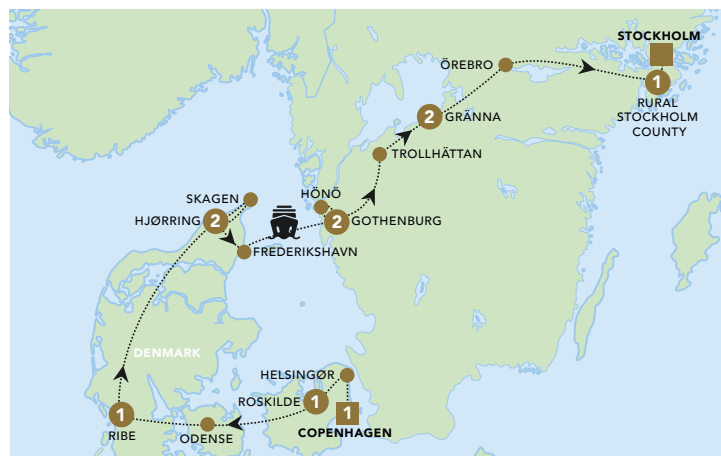 STOCKHOLM
ÖREBRO
1
RURAL
STOCKHOLM
COUNTY
2 GRÄNNA
TROLLHÄTTAN
SKAGEN
HÖNÖ
HJØRRING 2
2 GOTHENBURG
FREDERIKSHAVN
DENMARK
HELSINGØR
ROSKILDE 1
1
1
RIBE
ODENSE
COPENHAGEN